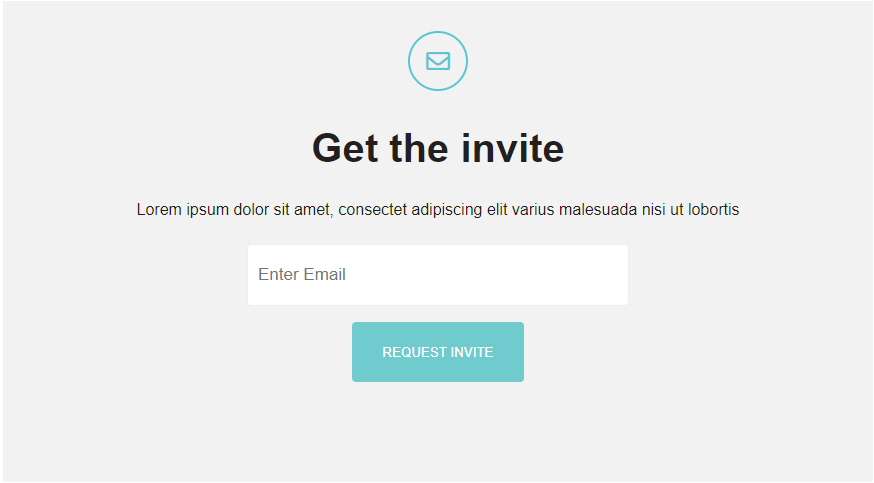 Get the invite
Lorem ipsum dolor sit amet, consectet adipiscing elit varius malesuada nisi ut lobortis
Enter Email
REQUEST INVITE